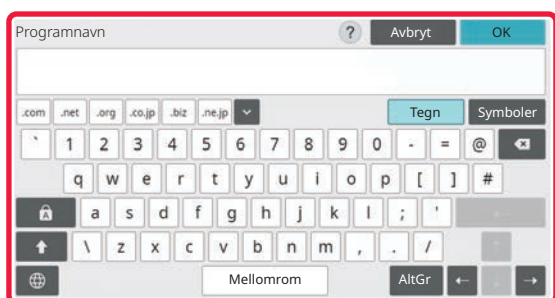 Programnavn ? Avbryt OK
.com .net .org .co.jp .biz .ne.jp Tegn Symboler
` 1 2 3 4 5 6 7 8 9 0 - = @
q w e r t y u i o p [ ] #
A a s d f g h j k l ; '
\ z x c v b n m , . /
Mellomrom AltGr